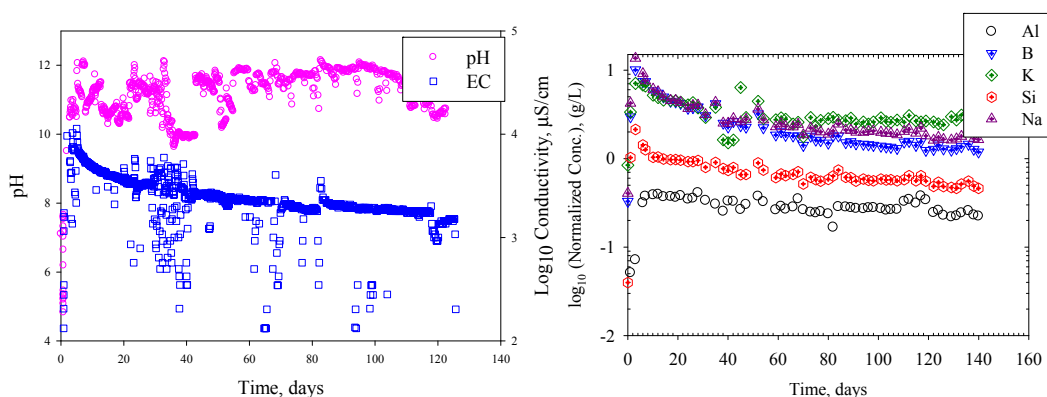 pH
EC
pH
12
10
8
6
4
5
4
3
2
0 20 40 60 80 100 120 140
Time, days
Log10 Conductivity, µS/cm
Al
B
K
Si
Na
log10 (Normalized Conc.), (g/L)
1
0
-1
-2
0 20 40 60 80 100 120 140 160
Time, days